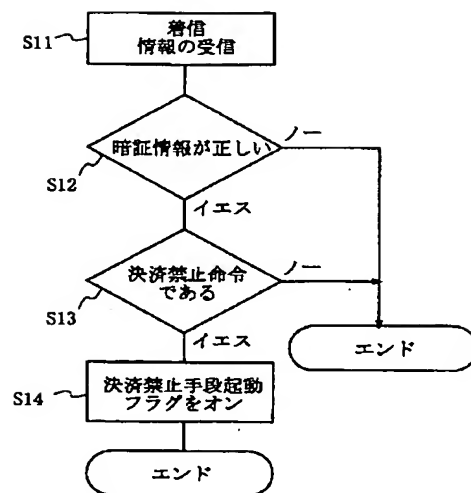 S11
着信
情報の受信
暗証情報が正しい
ノー
S12
イエス
決済禁止命令
である
ノー
S13
イエス
エンド
決済禁止手段起動
フラグをオン
S14
エンド